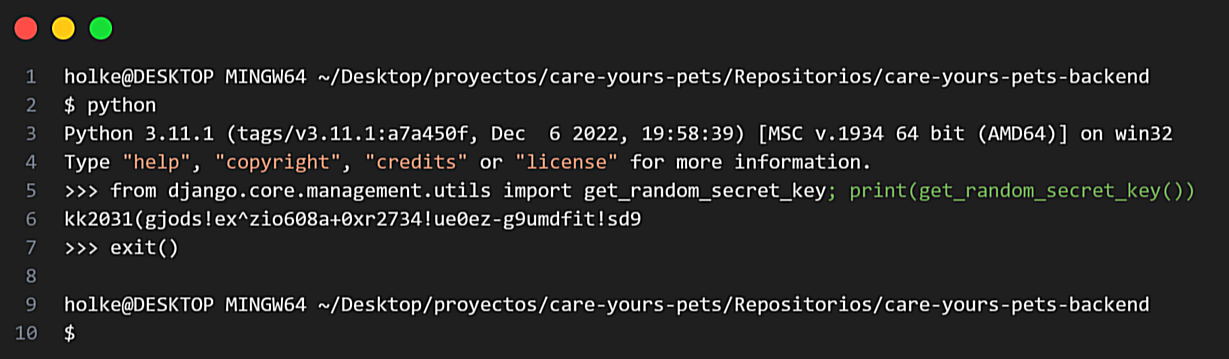 1 holke@DESKTOP MINGW64 ~/Desktop/proyectos/care-yours-pets/Repositorios/care-yours-pets-backend
2 $ python
3 Python 3.11.1 (tags/v3.11.1:a7a450f, Dec  6 2022, 19:58:39) [MSC v.1934 64 bit (AMD64)] on win32
4 Type "help", "copyright", "credits" or "license" for more information.
5 >>> from django.core.management.utils import get_random_secret_key; print(get_random_secret_key())
6 kk2031(gjods!ex^zio608a+0xr2734!ue0ez-g9umdfit!sd9
7 >>> exit()
8
9 holke@DESKTOP MINGW64 ~/Desktop/proyectos/care-yours-pets/Repositorios/care-yours-pets-backend
10 $